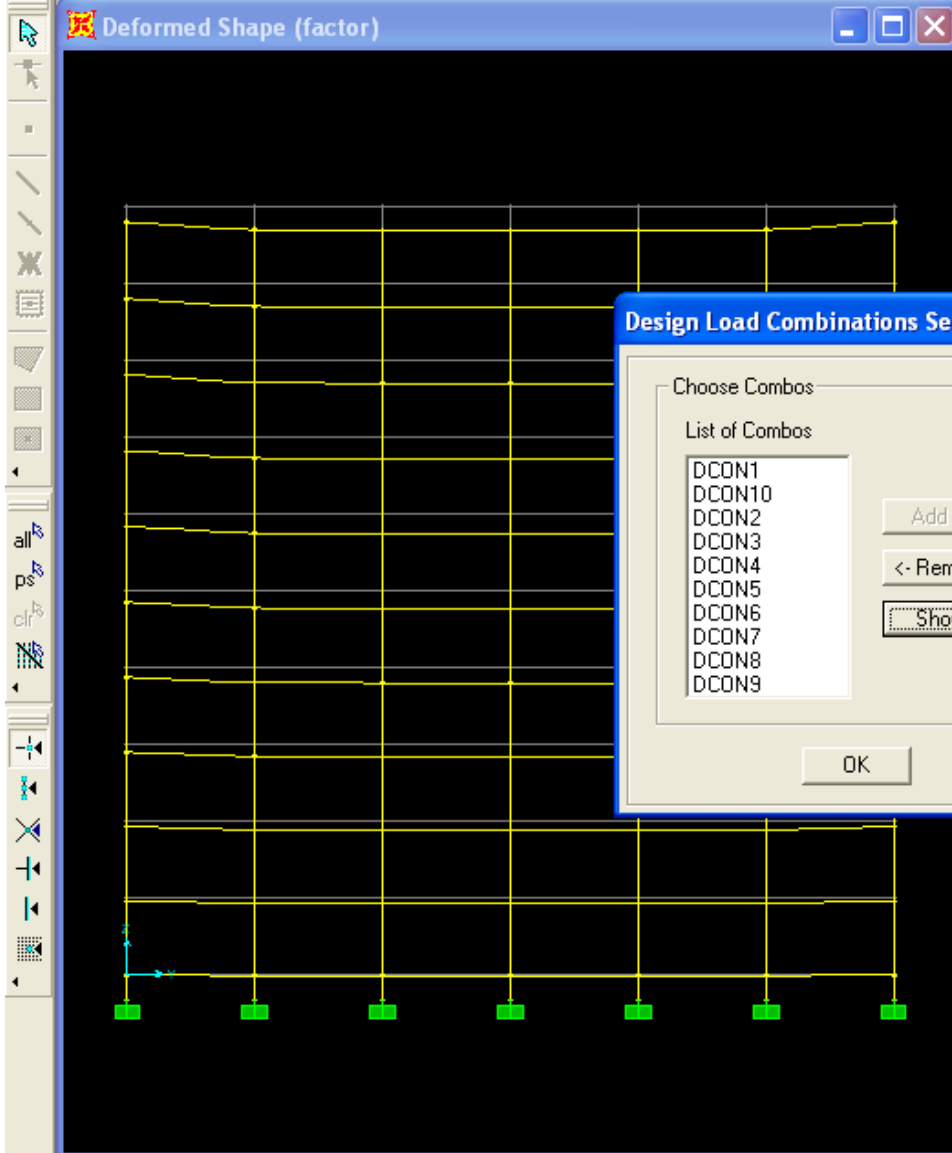 Deformed Shape (factor)
Design Load Combinations Se
Choose Combos
List of Combos
DCON1
DCON10
DCON2
DCON3
DCON4
DCON5
DCON6
DCON7
DCON8
DCON9
Add
<- Rem
Sho
OK
all
ps
clr
Z